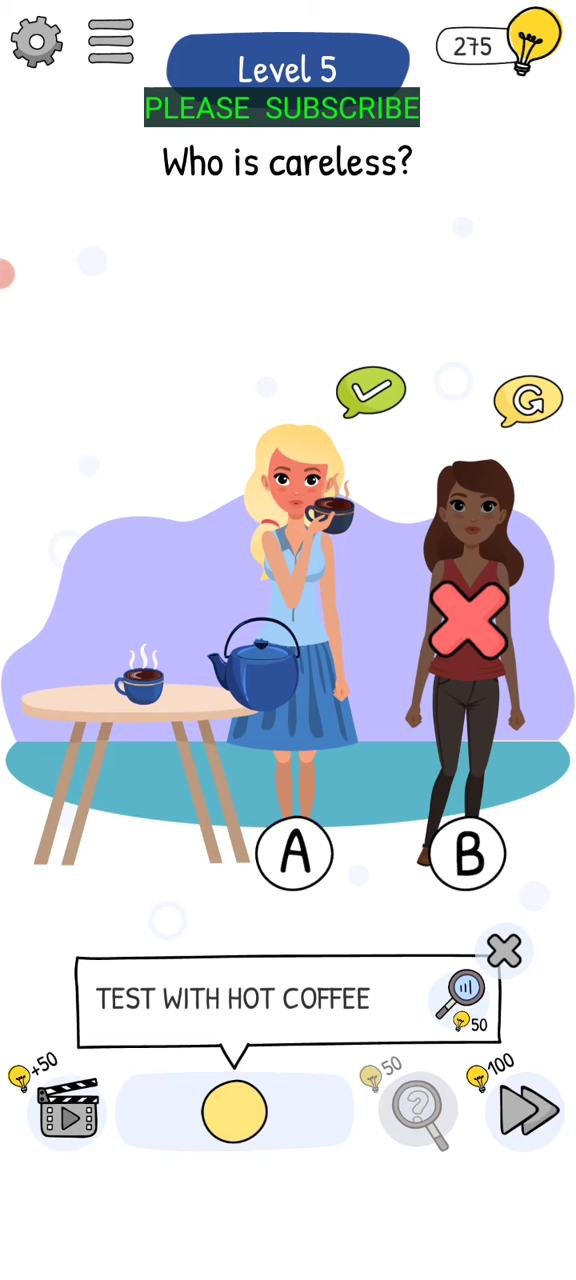 275
Level 5
PLEASE SUBSCRIBE
Who is careless?
G
A
B
TEST WITH HOT COFFEE
50
+50
50
100
?